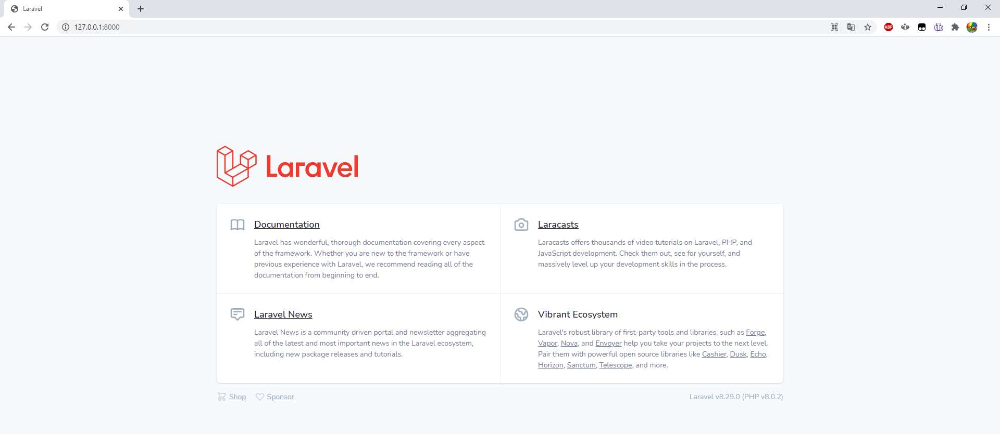 Laravel
127.0.0.1:8000
ABP
Laravel
Documentation
Laravel has wonderful, thorough documentation covering every aspect
of the framework. Whether you are new to the framework or have
previous experience with Laravel, we recommend reading all of the
documentation from beginning to end.
Laracasts
Laracasts offers thousands of video tutorials on Laravel, PHP, and
JavaScript development. Check them out, see for yourself, and
massively level up your development skills in the process.
Laravel News
Laravel News is a community driven portal and newsletter aggregating
all of the latest and most important news in the Laravel ecosystem,
including new package releases and tutorials.
Vibrant Ecosystem
Laravel's robust library of first-party tools and libraries, such as Forge,
Vapor, Nova, and Envoyer help you take your projects to the next level.
Pair them with powerful open source libraries like Cashier, Dusk, Echo,
Horizon, Sanctum, Telescope, and more.
Shop
Sponsor
Laravel v8.29.0 (PHP v8.0.2)